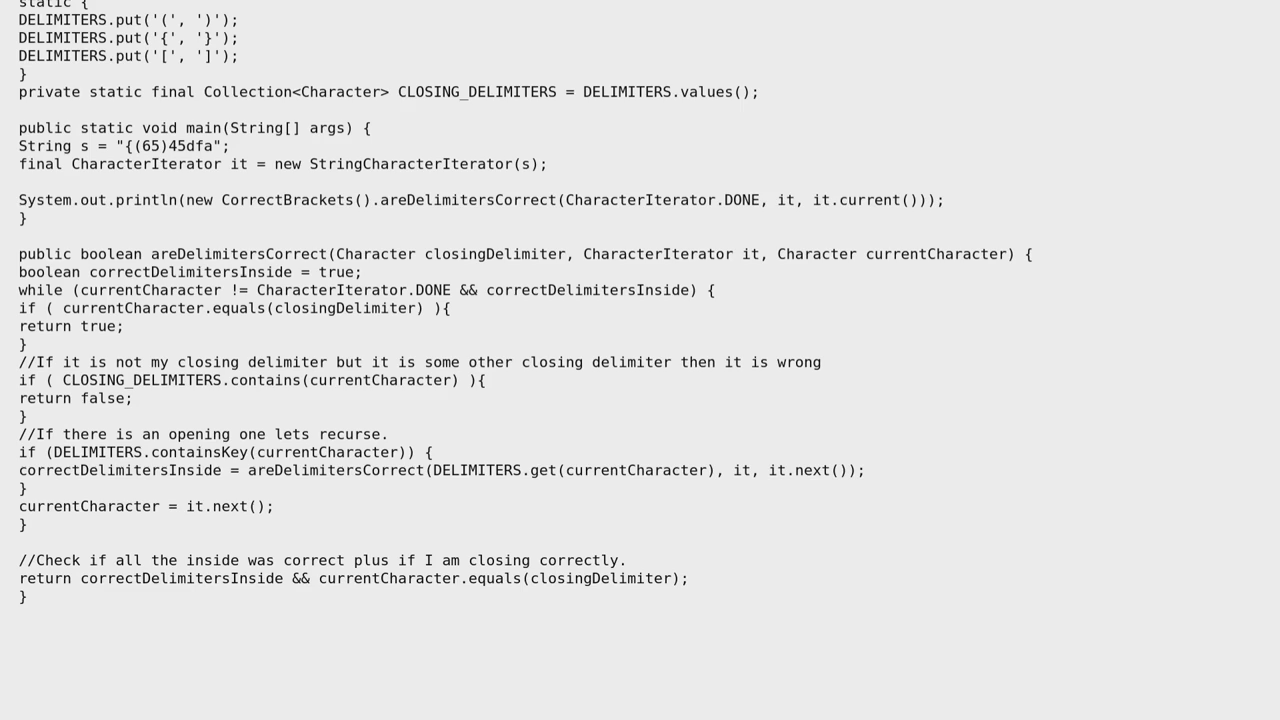 static {
DELIMITERS.put('(', ')');
DELIMITERS.put('{', '}');
DELIMITERS.put('[', ']');
}
private static final Collection<Character> CLOSING_DELIMITERS = DELIMITERS.values();
public static void main(String[] args) {
String s = "{(65)45dfa";
final CharacterIterator it = new StringCharacterIterator(s);
System.out.println(new CorrectBrackets().areDelimitersCorrect(CharacterIterator.DONE, it, it.current()));
}
public boolean areDelimitersCorrect(Character closingDelimiter, CharacterIterator it, Character currentCharacter) {
boolean correctDelimitersInside = true;
while (currentCharacter != CharacterIterator.DONE && correctDelimitersInside) {
if ( currentCharacter.equals(closingDelimiter) ){
return true;
}
//If it is not my closing delimiter but it is some other closing delimiter then it is wrong
if ( CLOSING_DELIMITERS.contains(currentCharacter) ){
return false;
}
//If there is an opening one lets recurse.
if (DELIMITERS.containsKey(currentCharacter)) {
correctDelimitersInside = areDelimitersCorrect(DELIMITERS.get(currentCharacter), it, it.next());
}
currentCharacter = it.next();
}
//Check if all the inside was correct plus if I am closing correctly.
return correctDelimitersInside && currentCharacter.equals(closingDelimiter);
}